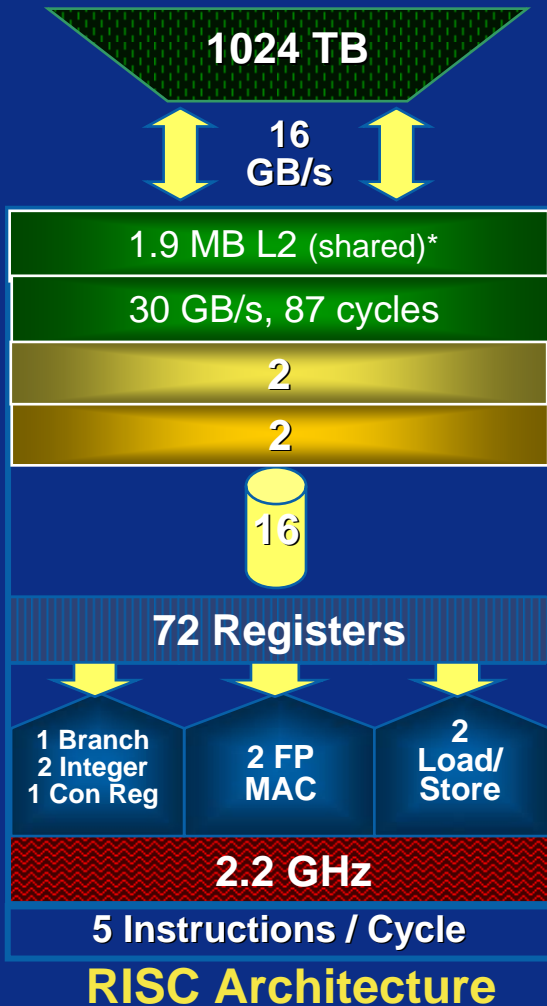 1024 TB
16
GB/s
1.9 MB L2 (shared)*
30 GB/s, 87 cycles
2
2
16
72 Registers
1 Branch
2 Integer
1 Con Reg
2 FP
MAC
2
Load/
Store
2.2 GHz
5 Instructions / Cycle
RISC Architecture